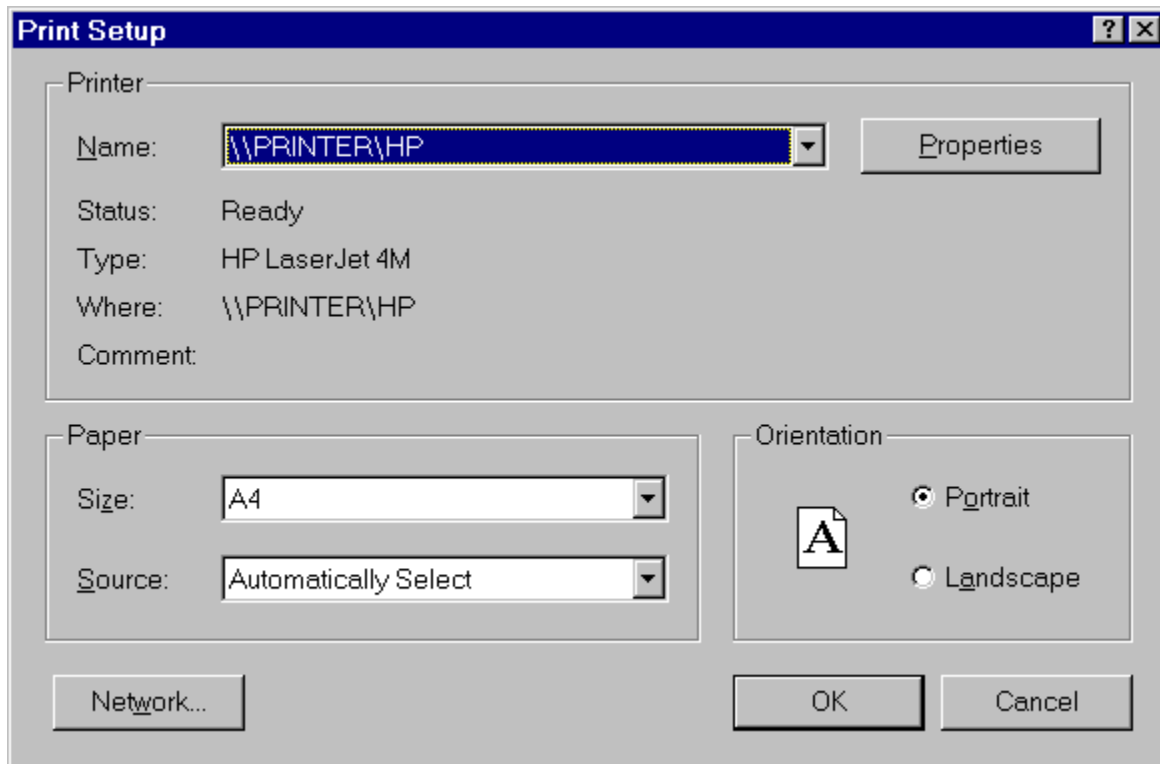 Print Setup
Printer
Name: \\PRINTER\HP Properties
Status: Ready
Type: HP LaserJet 4M
Where: \\PRINTER\HP
Comment:
Paper
Size: A4
Source: Automatically Select
Orientation
A
Portrait
Landscape
Network... OK Cancel